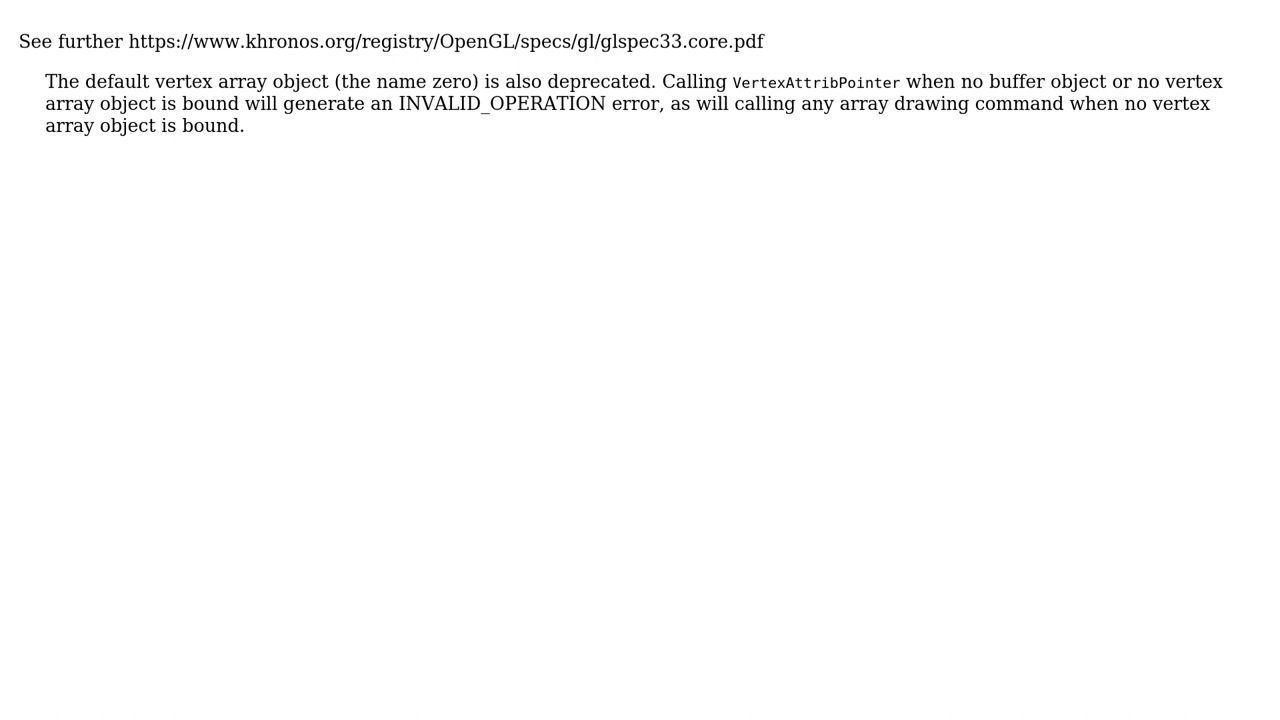 See further https://www.khronos.org/registry/OpenGL/specs/gl/glspec33.core.pdf
The default vertex array object (the name zero) is also deprecated. Calling VertexAttribPointer when no buffer object or no vertex
array object is bound will generate an INVALID_OPERATION error, as will calling any array drawing command when no vertex
array object is bound.